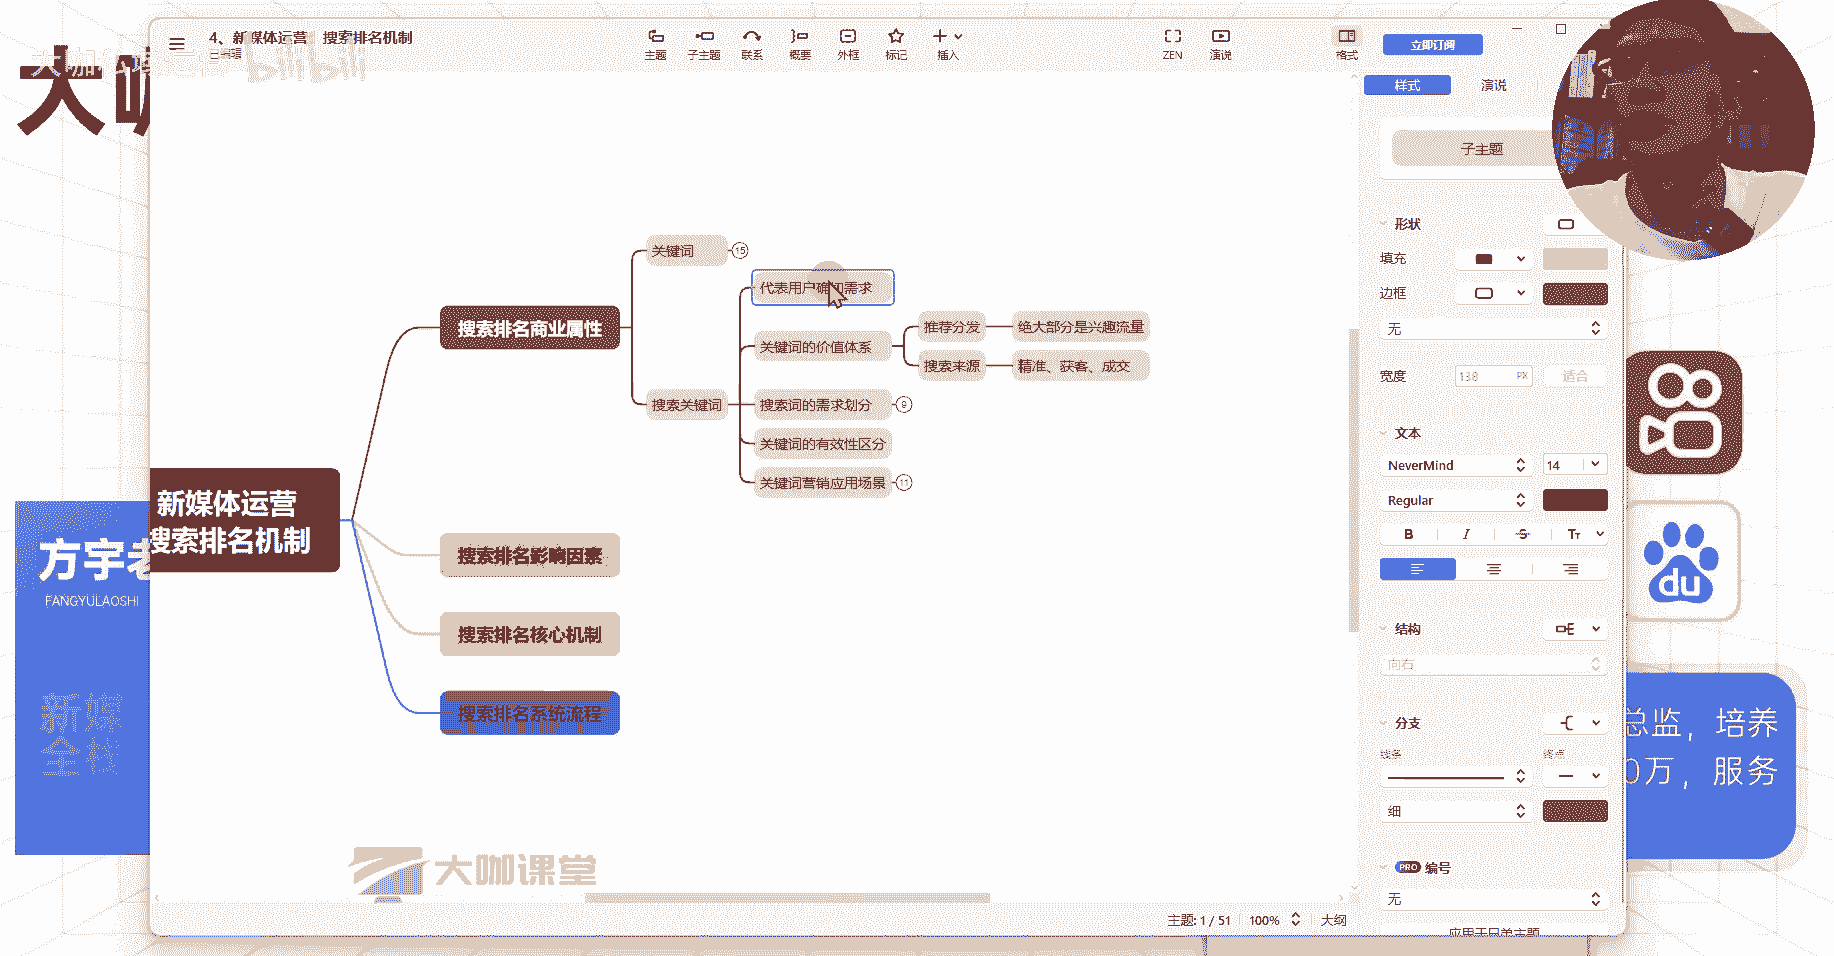 4、新媒体运营 搜索排名机制
已编辑
主题
子主题
联系
概要
外框
标记
插入
ZEN
演说
格式
立即订阅
bilibili
样式
演说
子主题
形状
填充
边框
无
宽度
138
PX
适合
文本
NeverMind
14
Regular
B
I
S
TT
结构
向右
分支
线条
终点
细
PRO 编号
无
应用于兄弟主题
关键词
15
代表用户确切需求
搜索排名商业属性
推荐分发
绝大部分是兴趣流量
关键词的价值体系
搜索来源
精准、获客、成交
搜索关键词
搜索词的需求划分
9
关键词的有效性区分
关键词营销应用场景
11
新媒体运营
搜索排名机制
搜索排名影响因素
搜索排名核心机制
搜索排名系统流程
方宇老
FANGYULAOSHI
新媒
全栈
du
总监，培养
0万，服务
大咖课堂
主题: 1 / 51
100%
大纲